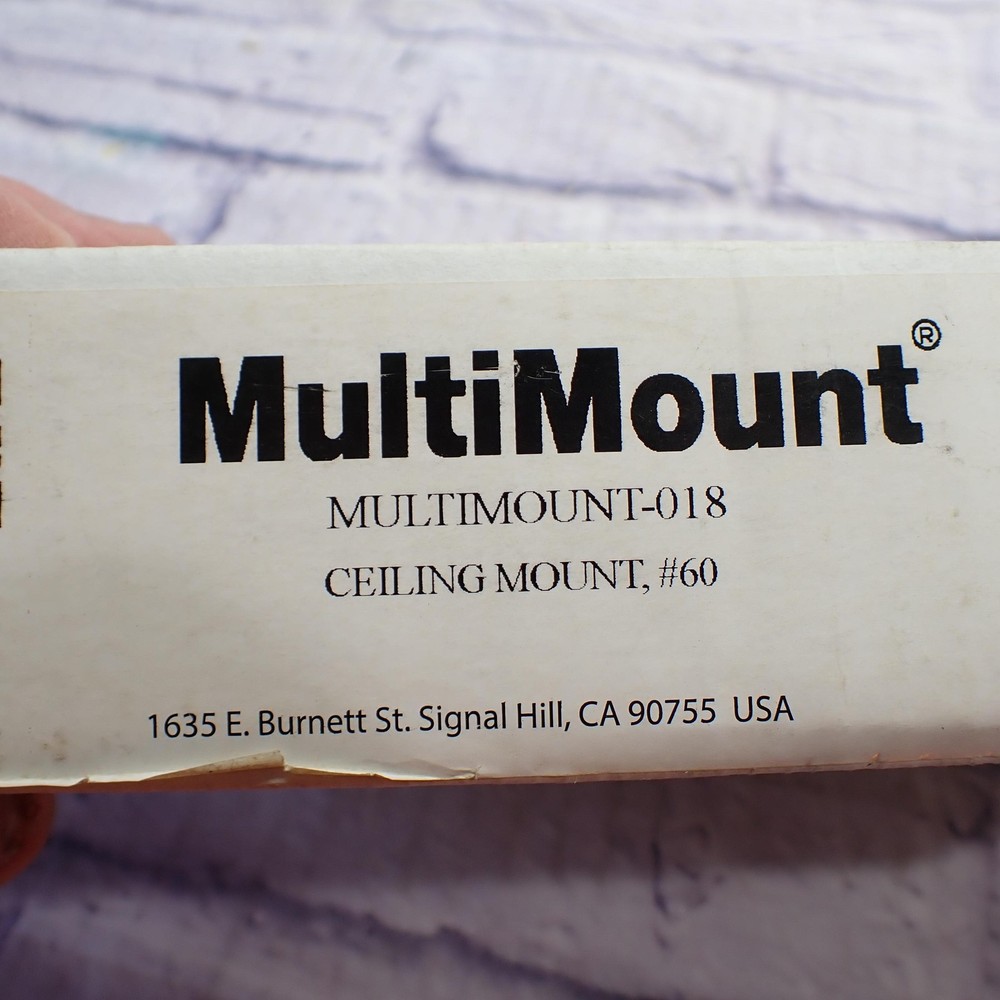 MultiMount®
MULTIMOUNT-018
CEILING MOUNT, #60
1635 E. Burnett St. Signal Hill, CA 90755 USA